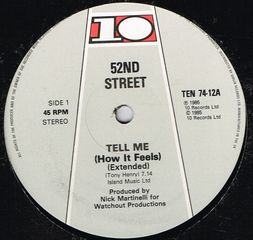 10
52ND
STREET
SIDE 1
45 RPM
STEREO
TEN 74-12A
℗ 1985
10 Records Ltd
© 1985
10 Records Ltd
TELL ME
(How It Feels)
(Extended)
(Tony Henry) 7.14
Island Music Ltd
Produced by
Nick Martinelli for
Watchout Productions